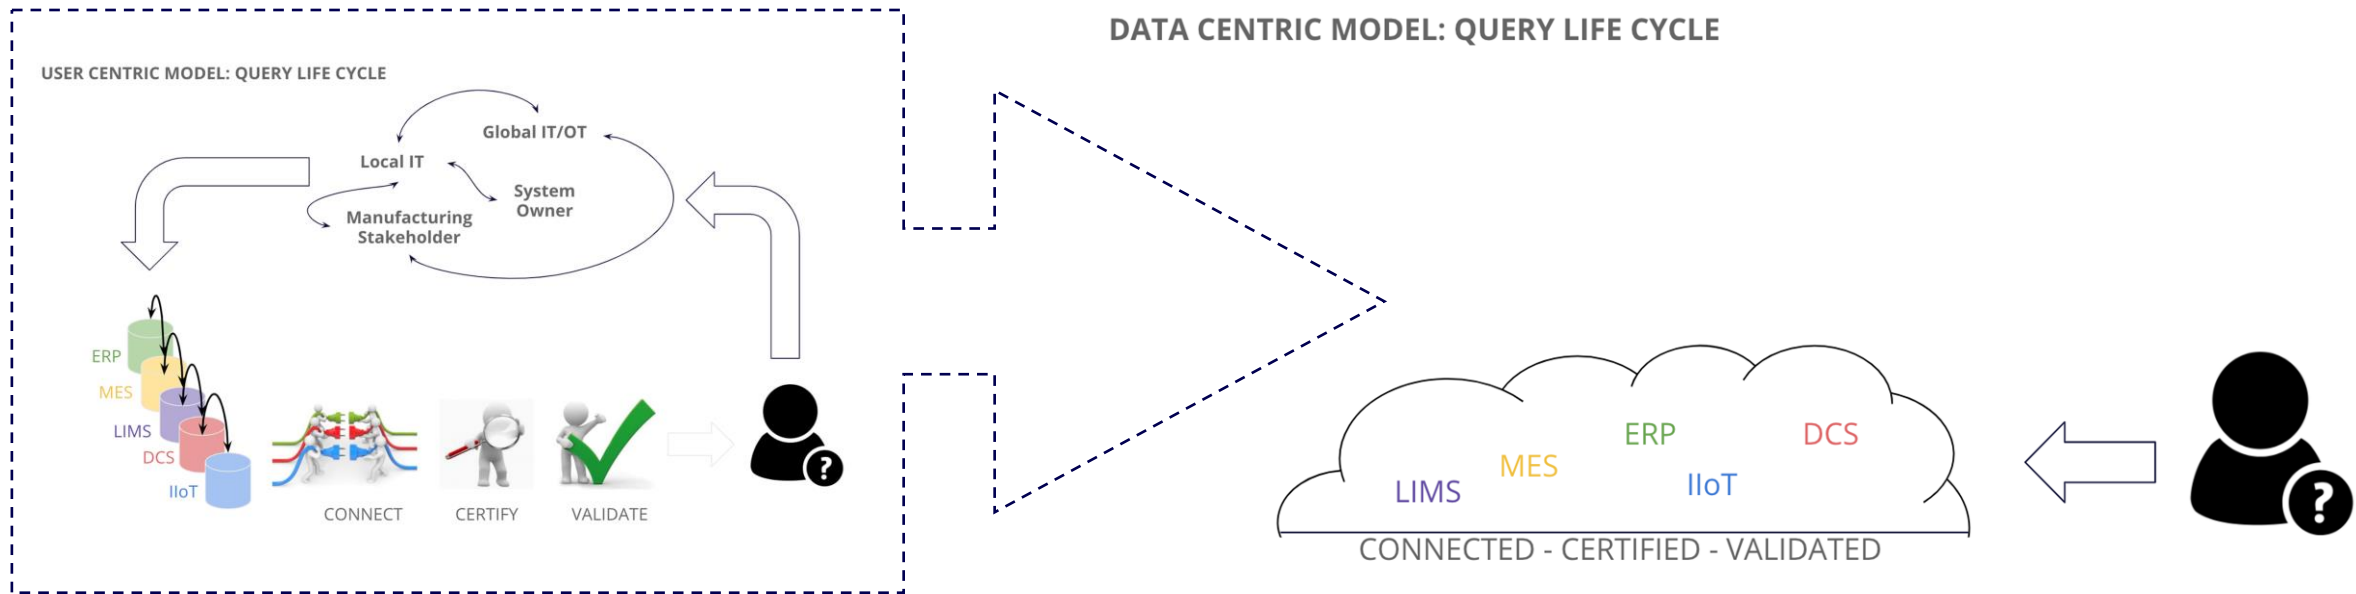 DATA CENTRIC MODEL: QUERY LIFE CYCLE
USER CENTRIC MODEL: QUERY LIFE CYCLE
Global IT/OT
Local IT
System
Owner
Manufacturing
Stakeholder
ERP
MES
LIMS
DCS
IIoT
CONNECT
CERTIFY
VALIDATE
?
ERP
DCS
MES
IIoT
LIMS
CONNECTED - CERTIFIED - VALIDATED
?